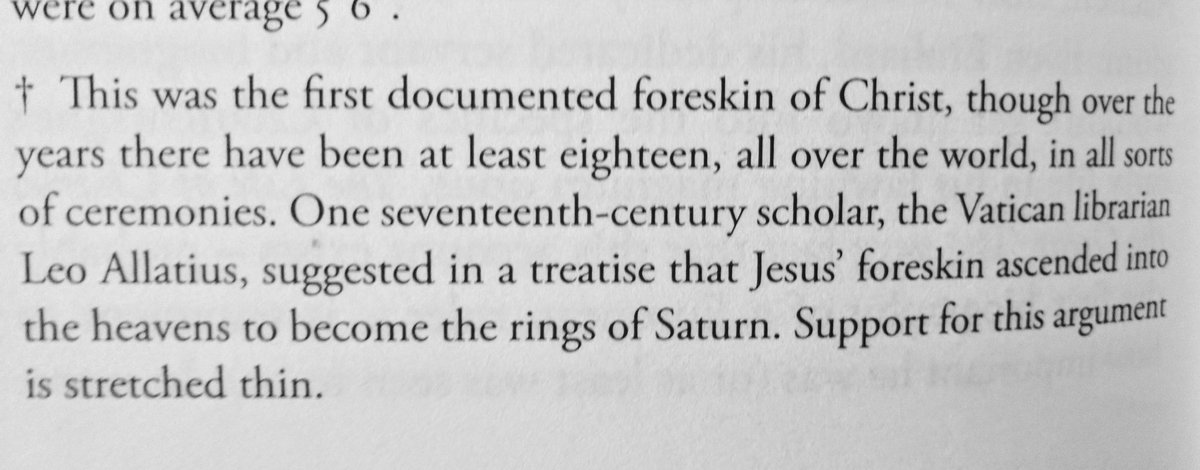 were on average 5 6 .
† This was the first documented foreskin of Christ, though over the
years there have been at least eighteen, all over the world, in all sorts
of ceremonies. One seventeenth-century scholar, the Vatican librarian
Leo Allatius, suggested in a treatise that Jesus’ foreskin ascended into
the heavens to become the rings of Saturn. Support for this argument
is stretched thin.